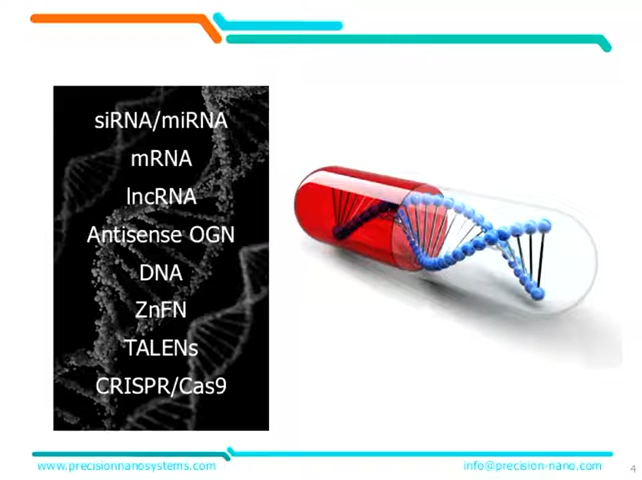 siRNA/miRNA
mRNA
lncRNA
Antisense OGN
DNA
ZnFN
TALENs
CRISPR/Cas9
www.precisionnanosystems.com
info@precision-nano.com
4